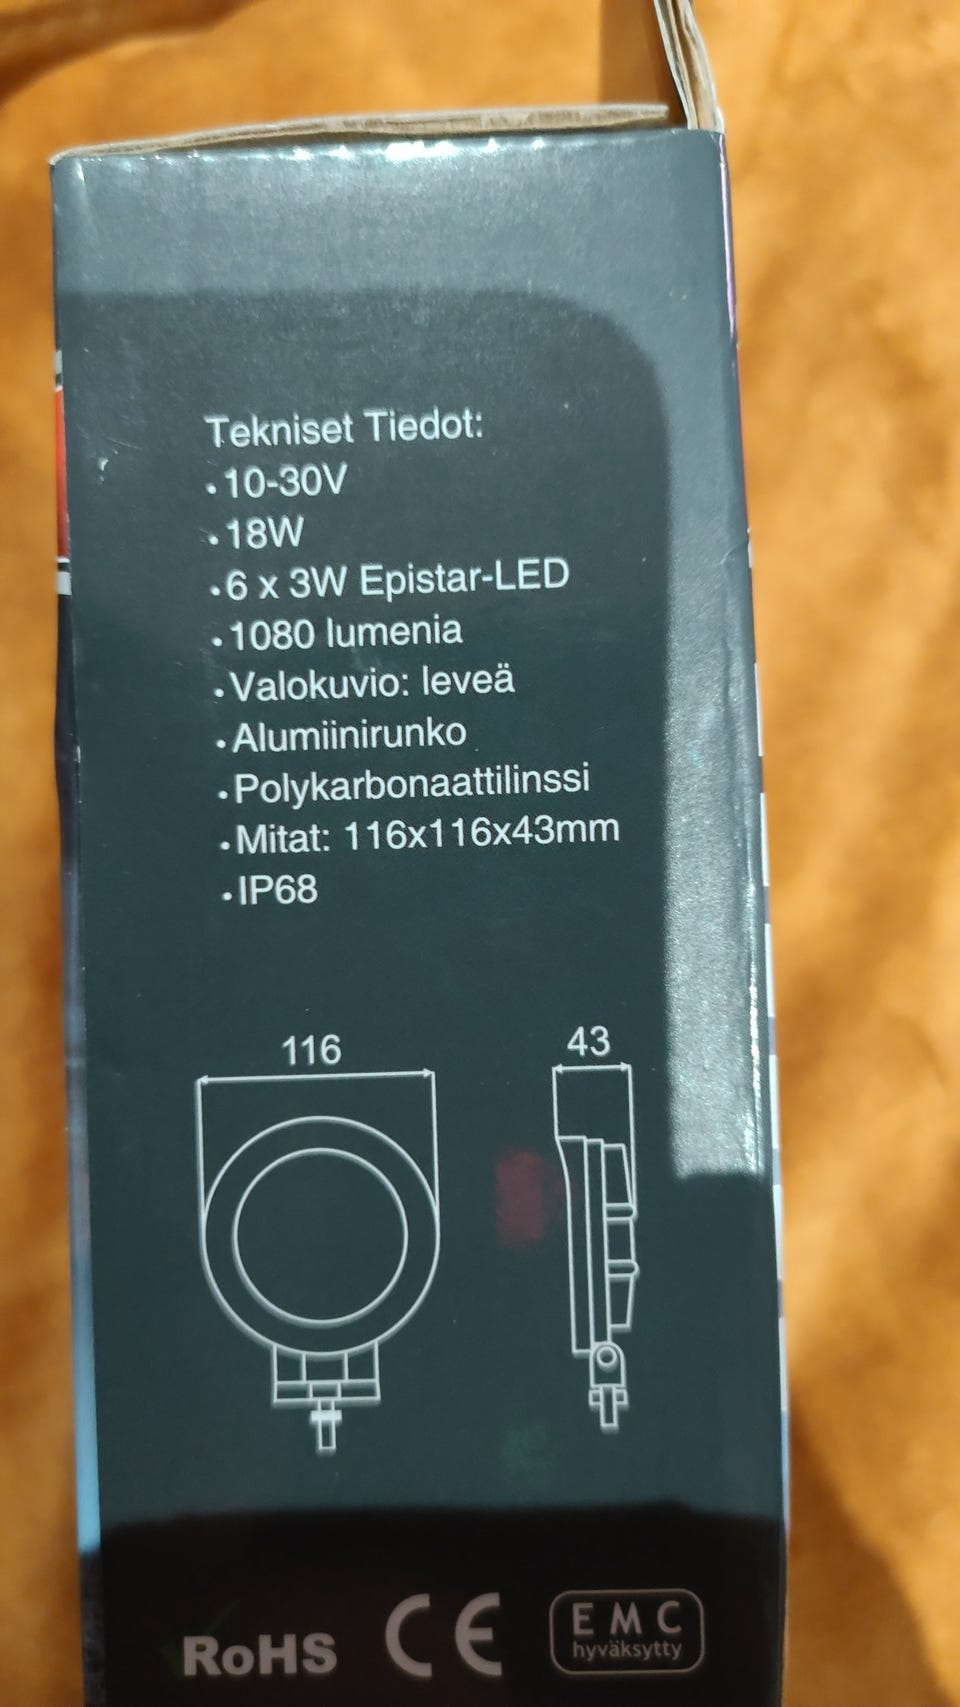 Tekniset Tiedot:
• 10-30V
• 18W
• 6 x 3W Epistar-LED
• 1080 lumenia
• Valokuvio: leveä
• Alumiinirunko
• Polykarbonaattilinssi
• Mitat: 116x116x43mm
• IP68
116
43
RoHS CE EMC
hyväksytty